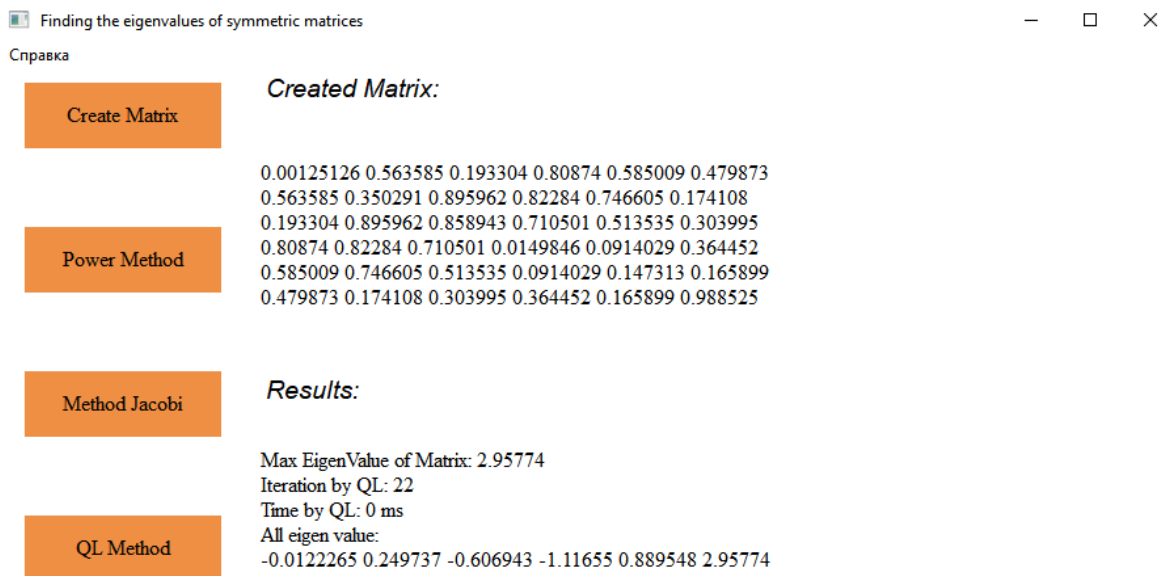 Finding the eigenvalues of symmetric matrices
Справка
Create Matrix
Power Method
Method Jacobi
QL Method
Created Matrix:
0.00125126 0.563585 0.193304 0.80874 0.585009 0.479873
0.563585 0.350291 0.895962 0.82284 0.746605 0.174108
0.193304 0.895962 0.858943 0.710501 0.513535 0.303995
0.80874 0.82284 0.710501 0.0149846 0.0914029 0.364452
0.585009 0.746605 0.513535 0.0914029 0.147313 0.165899
0.479873 0.174108 0.303995 0.364452 0.165899 0.988525
Results:
Max EigenValue of Matrix: 2.95774
Iteration by QL: 22
Time by QL: 0 ms
All eigen value:
-0.0122265 0.249737 -0.606943 -1.11655 0.889548 2.95774